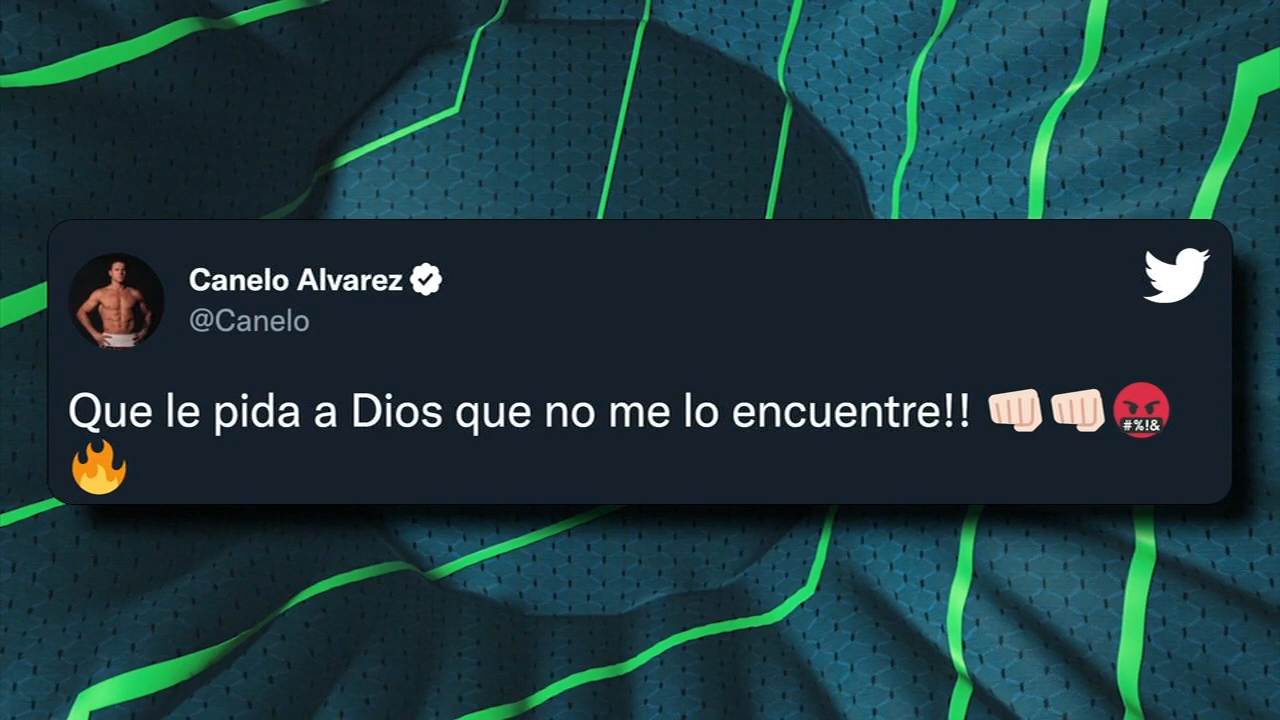 Canelo Alvarez
@Canelo
Que le pida a Dios que no me lo encuentre!! 👊🏻👊🏻🤬
🔥